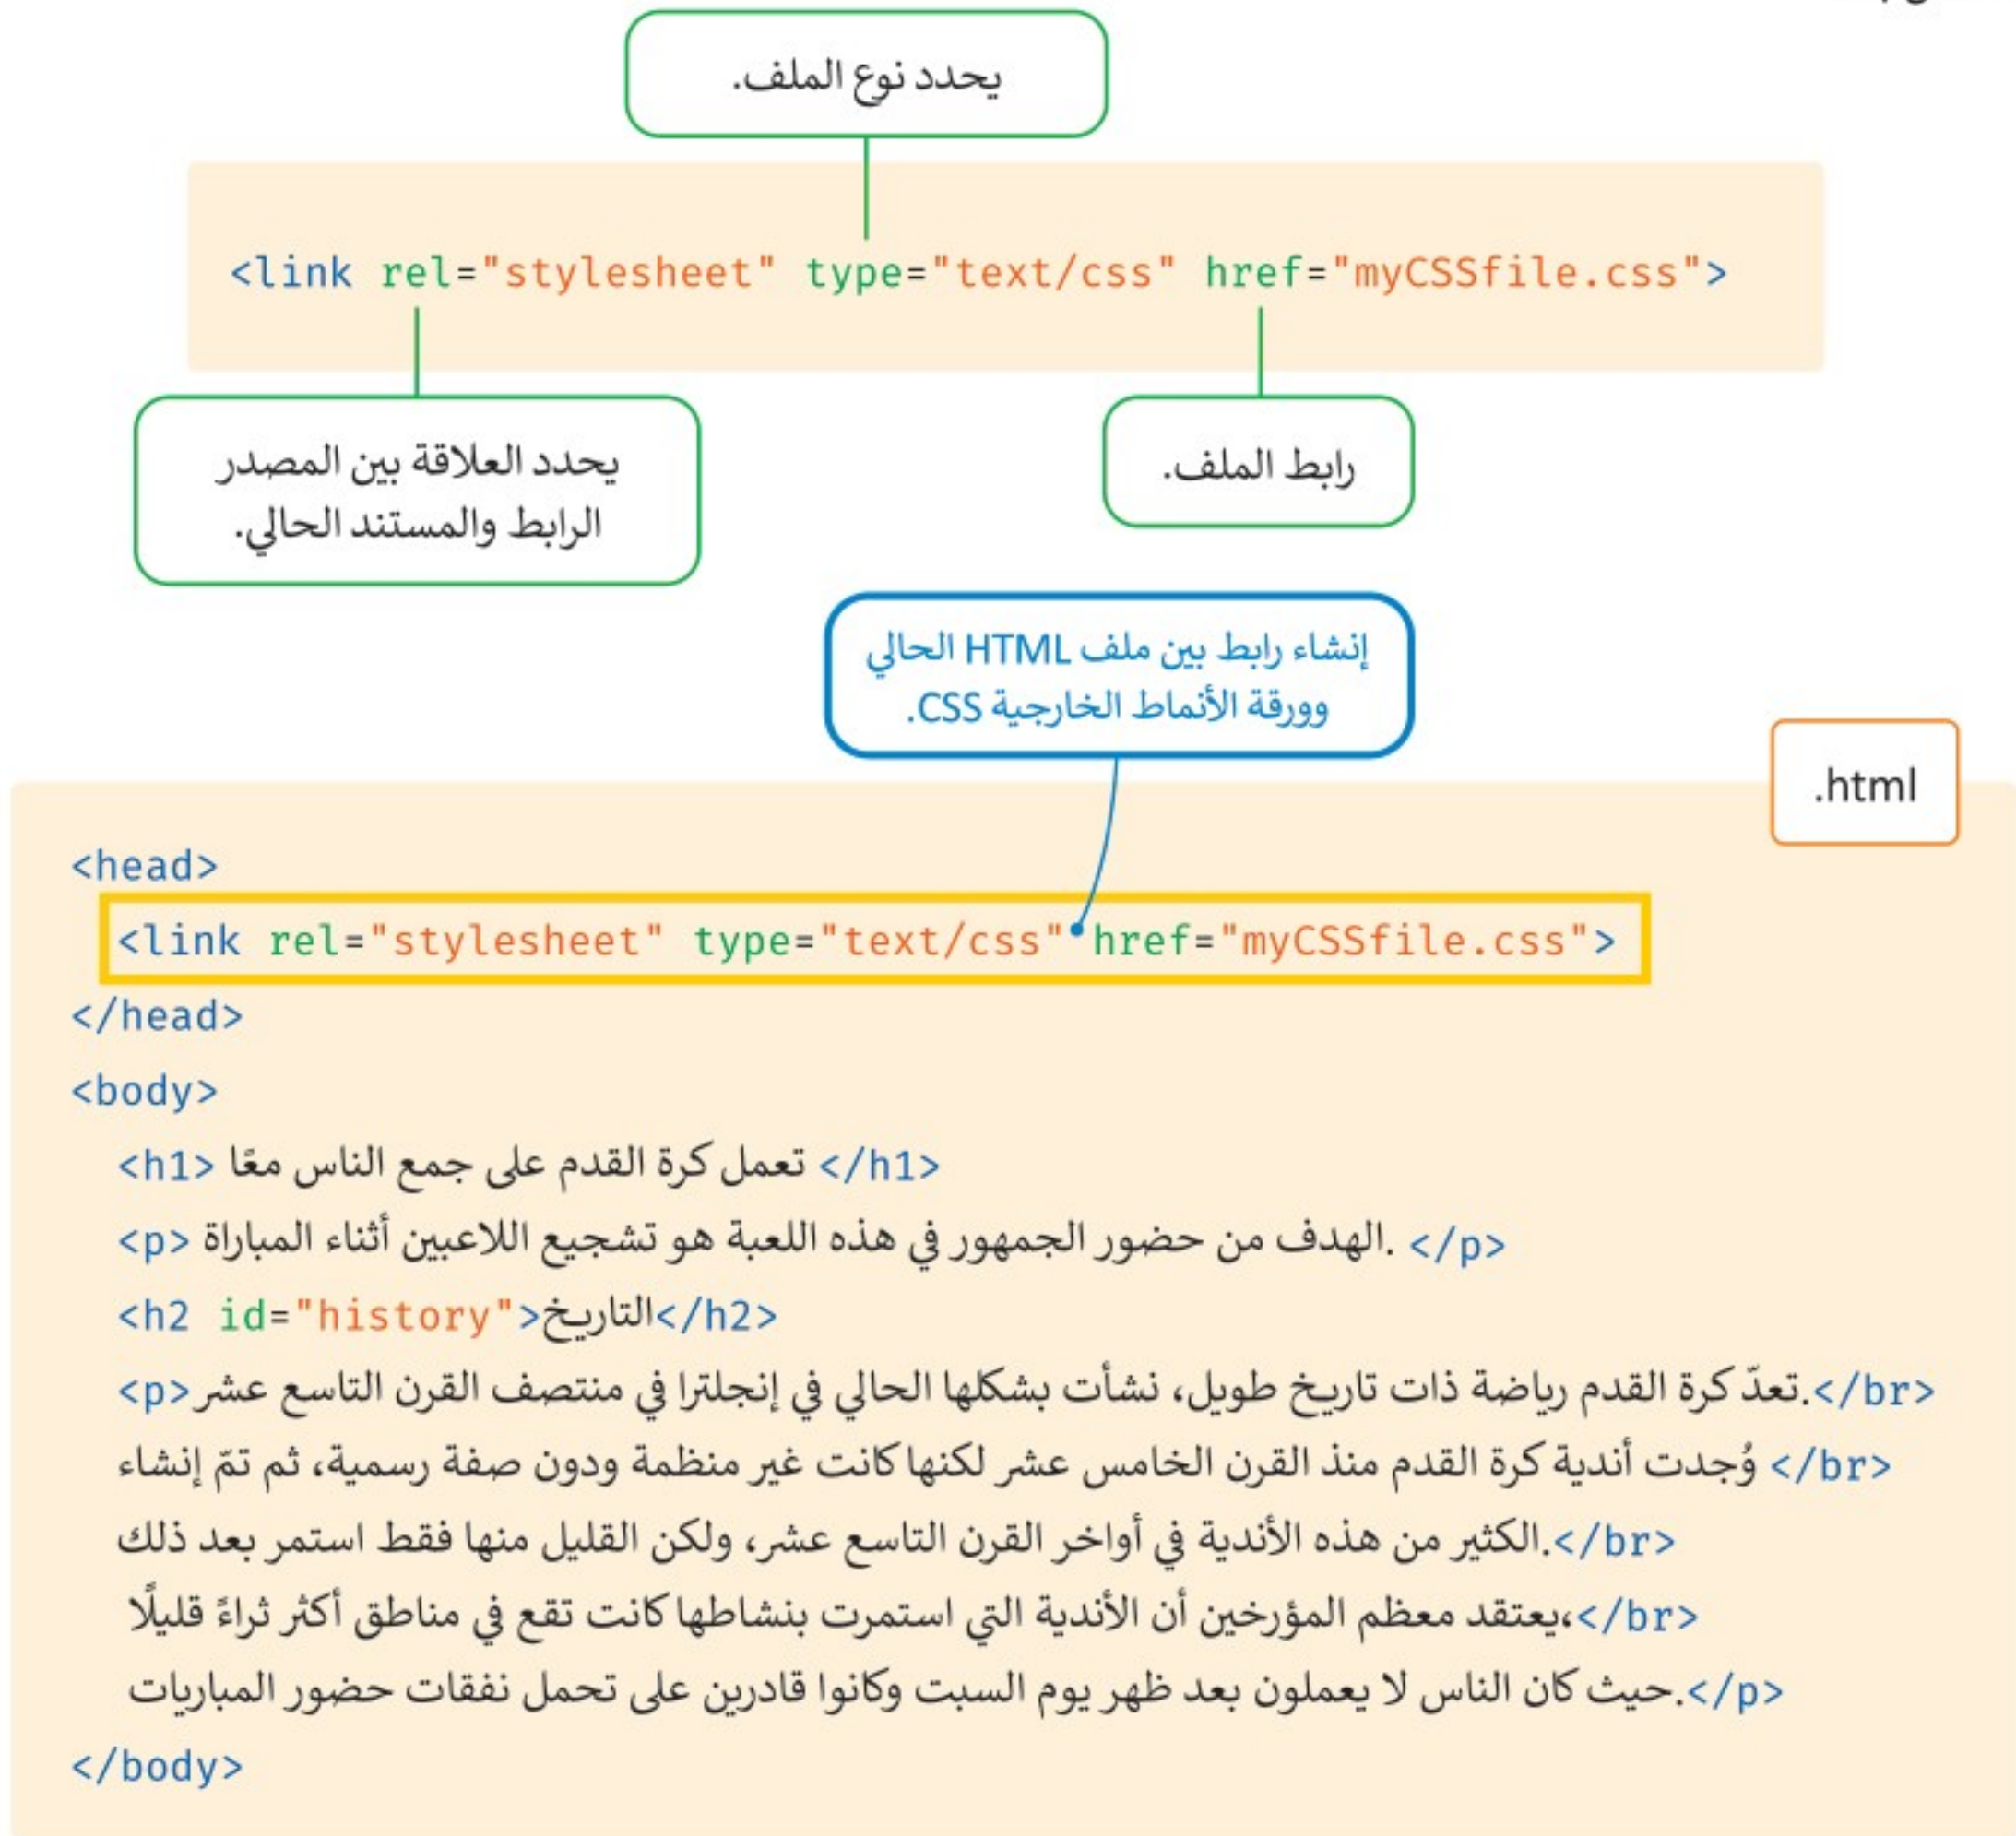 يحدد نوع الملف.
<link rel="stylesheet" type="text/css" href="myCSSfile.css">
يحدد العلاقة بين المصدر
الرابط والمستند الحالي.
رابط الملف.
إنشاء رابط بين ملف HTML الحالي
وورقة الأنماط الخارجية CSS.
.html
<head>
<link rel="stylesheet" type="text/css" href="myCSSfile.css">
</head>
<body>
<h1> تعمل كرة القدم على جمع الناس معًا </h1>
<p> الهدف من حضور الجمهور في هذه اللعبة هو تشجيع اللاعبين أثناء المباراة. </p>
<h2 id="history">التاريخ</h2>
<p>تعدّ كرة القدم رياضة ذات تاريخ طويل، نشأت بشكلها الحالي في إنجلترا في منتصف القرن التاسع عشر.</br>
وُجدت أندية كرة القدم منذ القرن الخامس عشر لكنها كانت غير منظمة ودون صفة رسمية، ثم تمّ إنشاء </br>
الكثير من هذه الأندية في أواخر القرن التاسع عشر، ولكن القليل منها فقط استمر بعد ذلك.</br>
يعتقد معظم المؤرخين أن الأندية التي استمرت بنشاطها كانت تقع في مناطق أكثر ثراءً قليلًا،</br>
حيث كان الناس لا يعملون بعد ظهر يوم السبت وكانوا قادرين على تحمل نفقات حضور المباريات.</p>
</body>